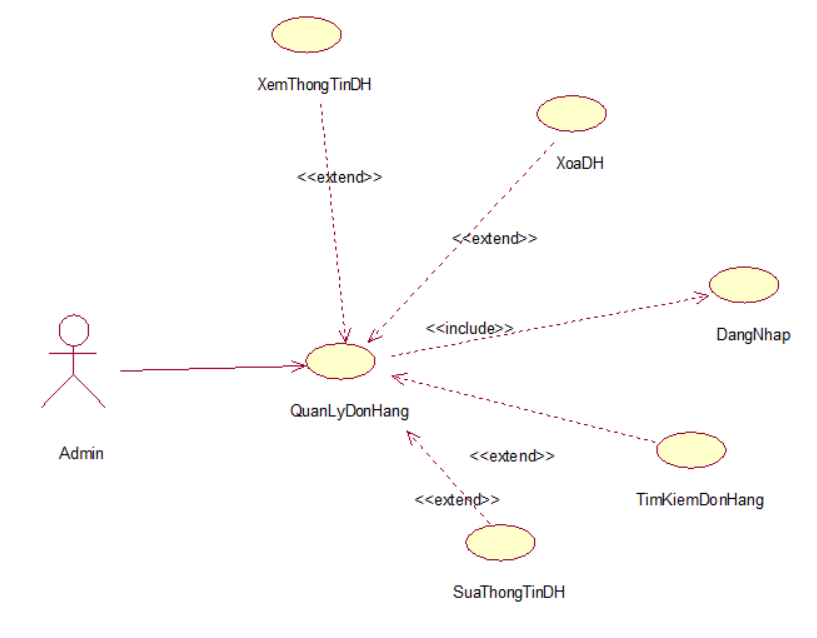 XemThongTinDH
XoaDH
<<extend>>
<<extend>>
<<include>>
DangNhap
QuanLyDonHang
Admin
<<extend>>
TimKiemDonHang
<<extend>>
SuaThongTinDH